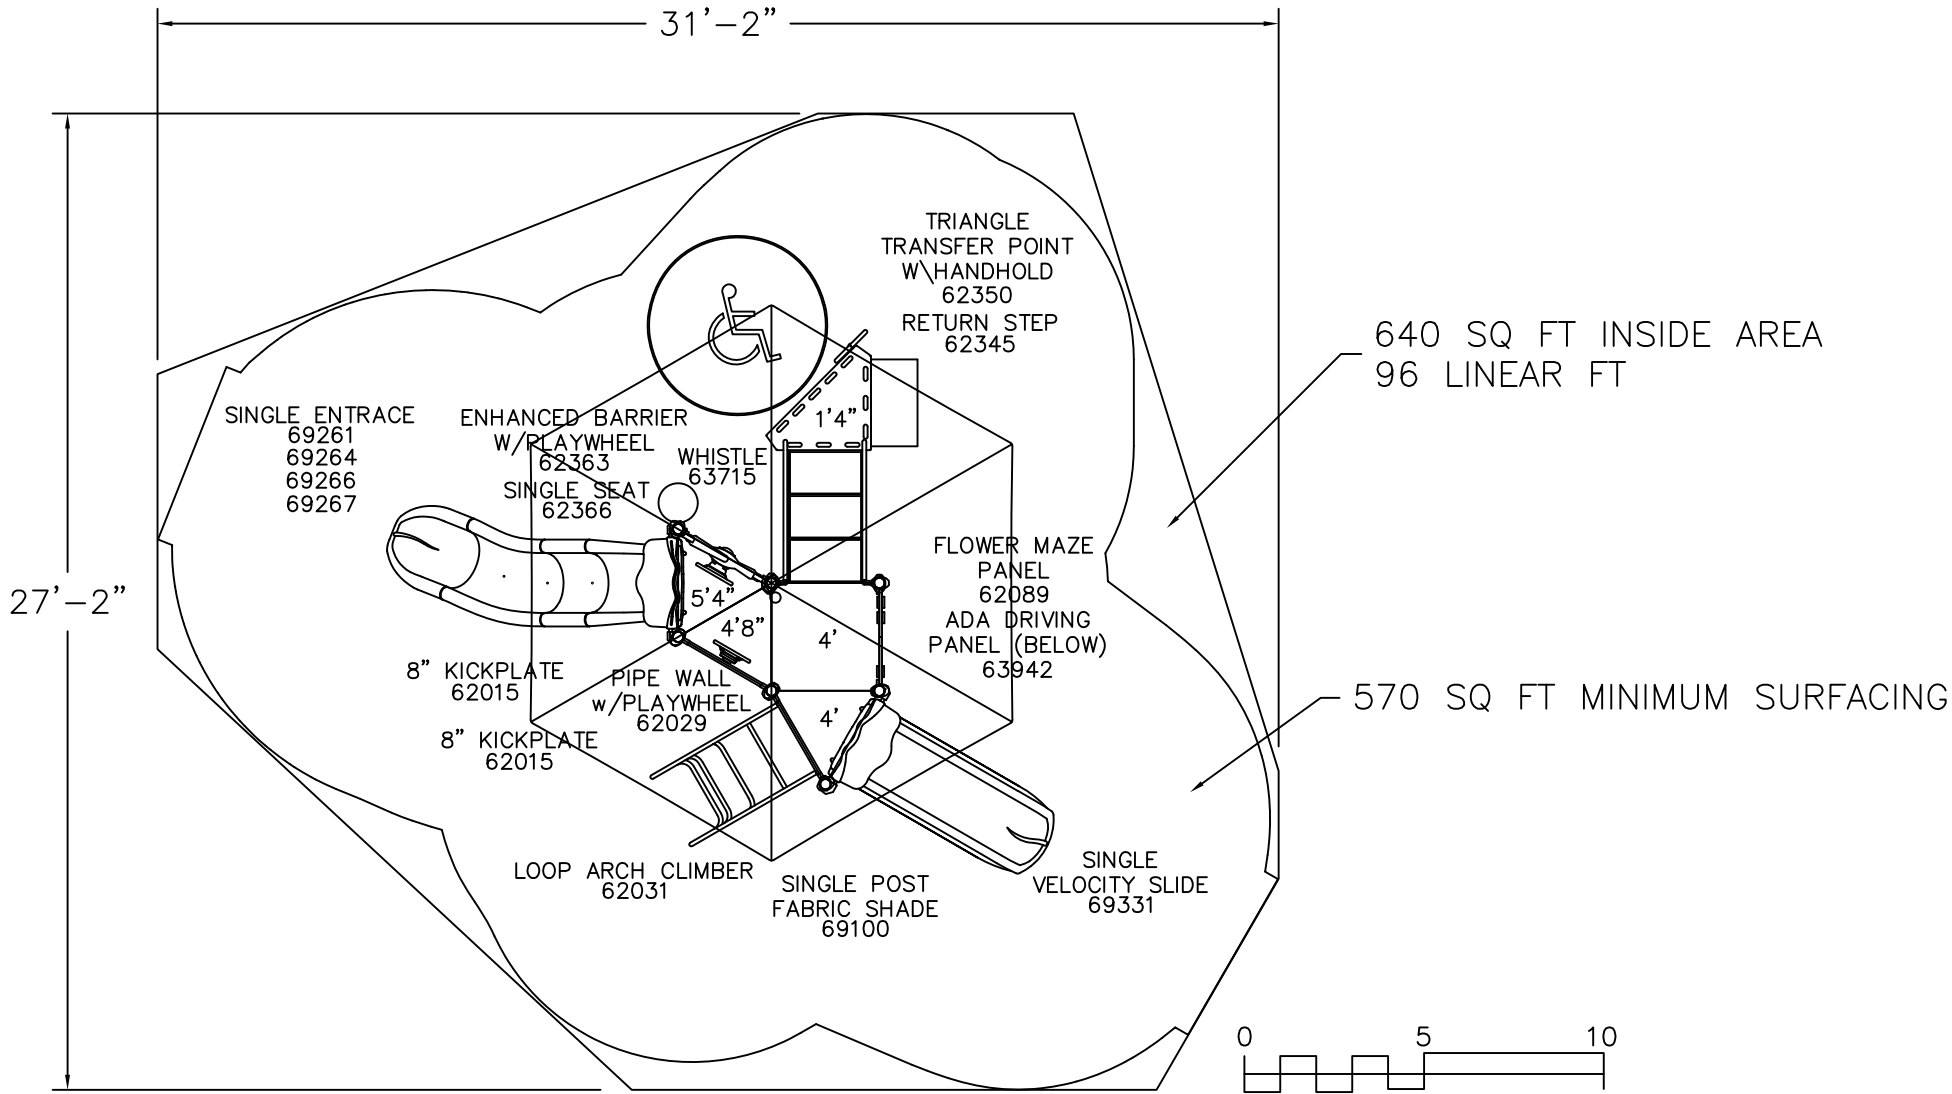 31'-2"
TRIANGLE
TRANSFER POINT
W\HANDHOLD
62350
RETURN STEP
62345
640 SQ FT INSIDE AREA
96 LINEAR FT
1'4"
SINGLE ENTRACE
69261
69264
69266
69267
ENHANCED BARRIER
W/PLAYWHEEL
62363
SINGLE SEAT
62366
WHISTLE
63715
FLOWER MAZE
PANEL
62089
ADA DRIVING
PANEL (BELOW)
63942
27'-2"
5'4"
4'8"
4'
4'
8" KICKPLATE
62015
PIPE WALL
w/PLAYWHEEL
62029
8" KICKPLATE
62015
570 SQ FT MINIMUM SURFACING
LOOP ARCH CLIMBER
62031
SINGLE POST
FABRIC SHADE
69100
SINGLE
VELOCITY SLIDE
69331
0 5 10